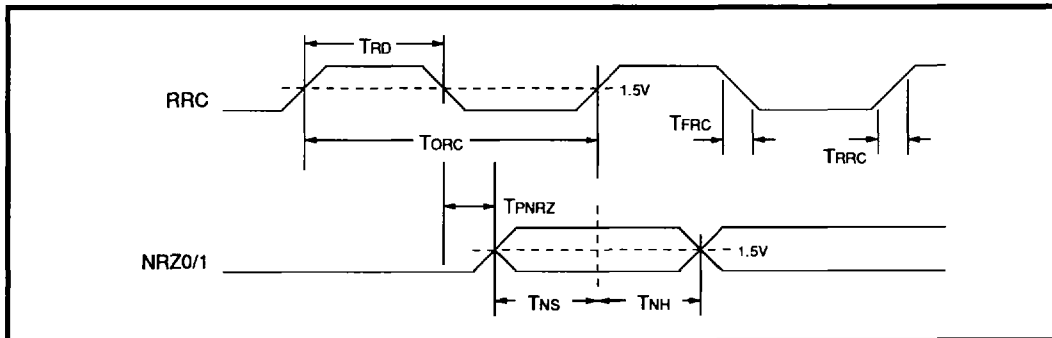 TRD
RRC
1.5V
TFRC
TORC
TRRC
TPNRZ
NRZ0/1
1.5V
TNS
TNH